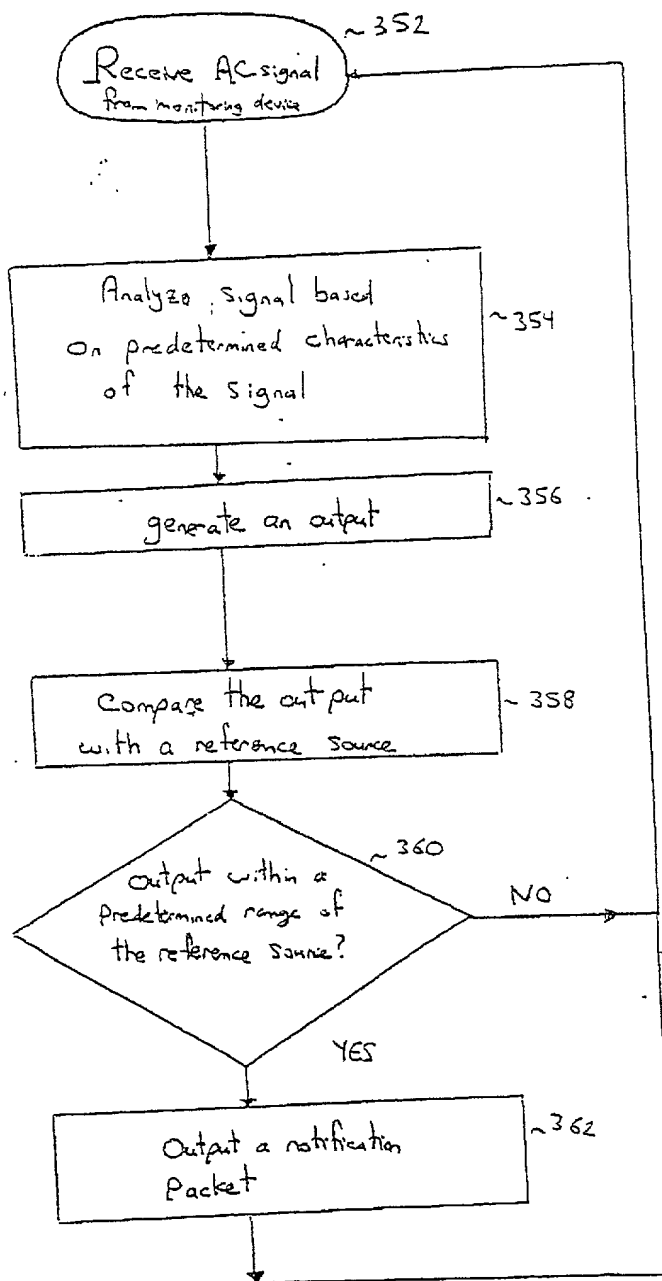 ~352
Receive AC signal
from monitoring device
Analyze signal based
on predetermined characteristics
of the signal
~354
generate an output
~356
Compare the output
with a reference source
~358
~360
Output within a
predetermined range of
the reference source?
NO
YES
Output a notification
packet
~362